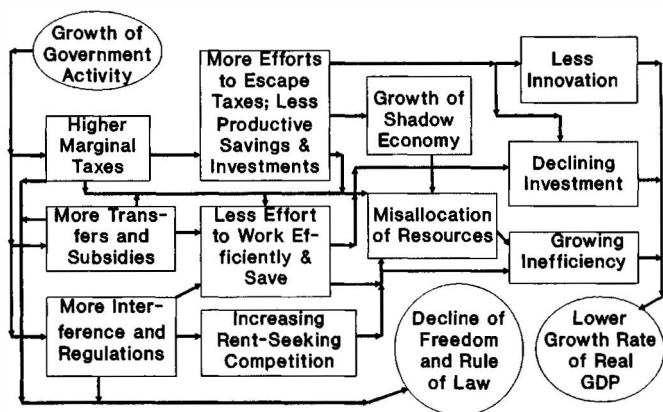 Growth of
Government
Activity
More Efforts
to Escape
Taxes; Less
Productive
Savings &
Investments
Less
Innovation
Growth of
Shadow
Economy
Higher
Marginal
Taxes
Declining
Investment
More Transfers
and
Subsidies
Less Effort
to Work Ef-
ficiently &
Save
Misallocation
of Resources
Growing
Inefficiency
More Inter-
ference and
Regulations
Increasing
Rent-Seeking
Competition
Decline of
Freedom
and Rule
of Law
Lower
Growth Rate
of Real
GDP